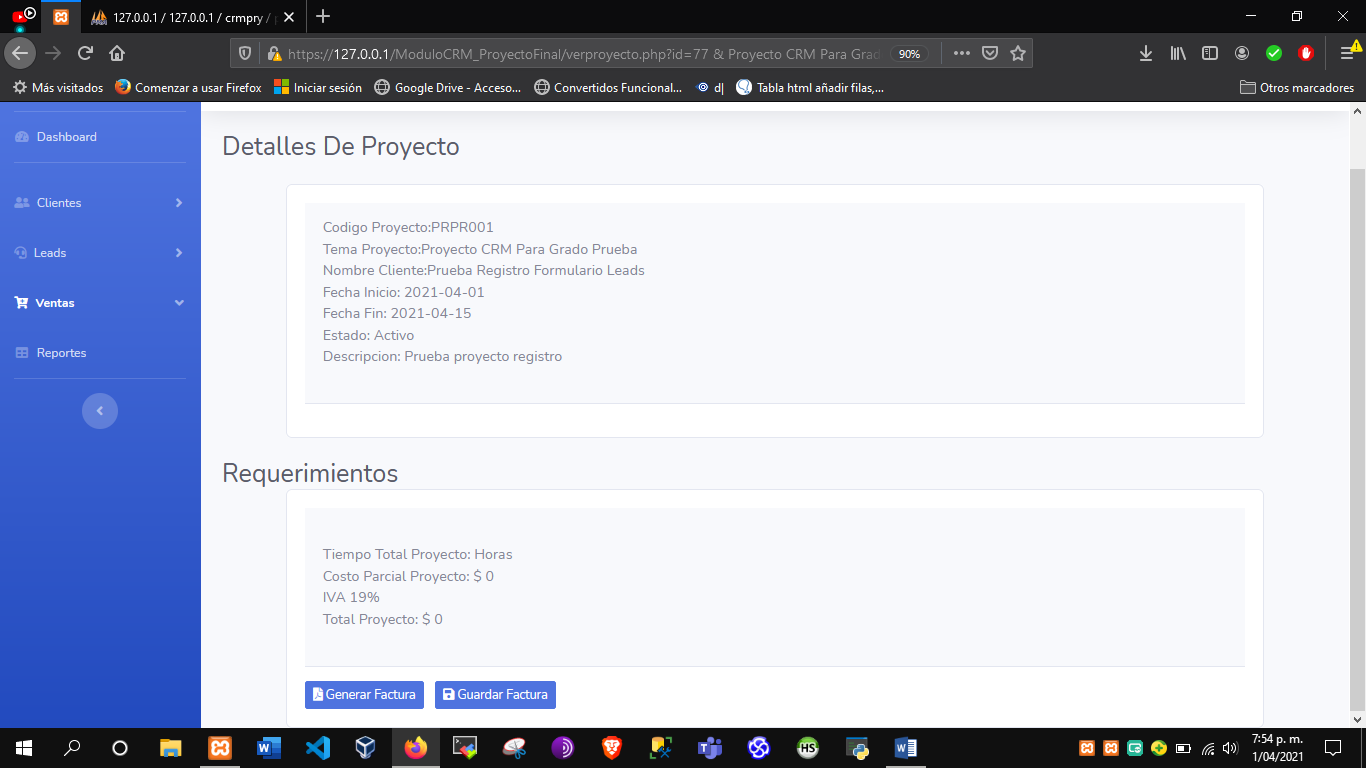 127.0.0.1 / 127.0.0.1 / crmpry /
https://127.0.0.1/ModuloCRM_ProyectoFinal/verproyecto.php?id=77 & Proyecto CRM Para Grad
90%
Más visitados
Comenzar a usar Firefox
Iniciar sesión
Google Drive - Acceso...
Convertidos Funcional...
d|
Tabla html añadir filas,...
Otros marcadores
Dashboard
Clientes
Leads
Ventas
Reportes
Detalles De Proyecto
Codigo Proyecto:PRPR001
Tema Proyecto:Proyecto CRM Para Grado Prueba
Nombre Cliente:Prueba Registro Formulario Leads
Fecha Inicio: 2021-04-01
Fecha Fin: 2021-04-15
Estado: Activo
Descripcion: Prueba proyecto registro
Requerimientos
Tiempo Total Proyecto: Horas
Costo Parcial Proyecto: $ 0
IVA 19%
Total Proyecto: $ 0
Generar Factura
Guardar Factura
HS
7:54 p. m.
1/04/2021